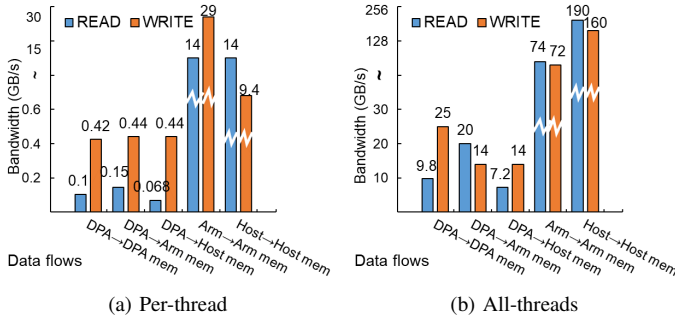 30
15
~
0.6
0.4
0.2
Bandwidth (GB/s)
READ WRITE
0.1
0.42
0.15
0.44
0.068
0.44
14
29
14
9.4
DPA→DPA mem
DPA→Arm mem
DPA→Host mem
Arm→Arm mem
Host→Host mem
Data flows
(a) Per-thread
256
128
~
30
20
10
Bandwidth (GB/s)
READ WRITE
9.8
25
20
14
7.2
14
74
72
190
160
DPA→DPA mem
DPA→Arm mem
DPA→Host mem
Arm→Arm mem
Host→Host mem
Data flows
(b) All-threads